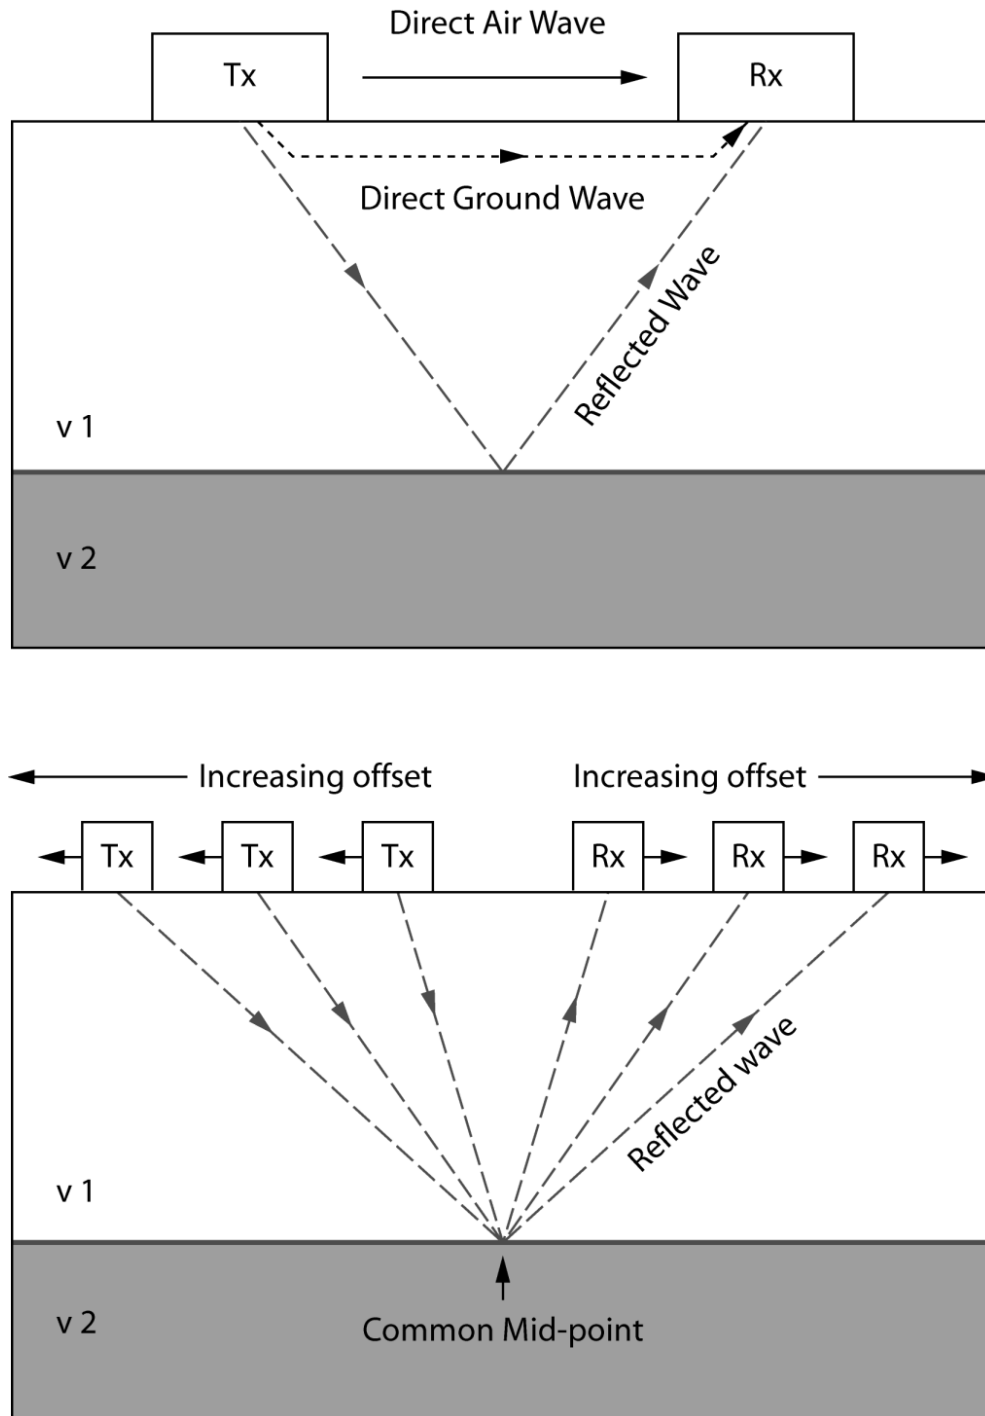 Direct Air Wave
Tx
Rx
Direct Ground Wave
Reflected Wave
v 1
v 2
Increasing offset Increasing offset
Tx Tx Tx Rx Rx Rx
Reflected wave
v 1
v 2
Common Mid-point